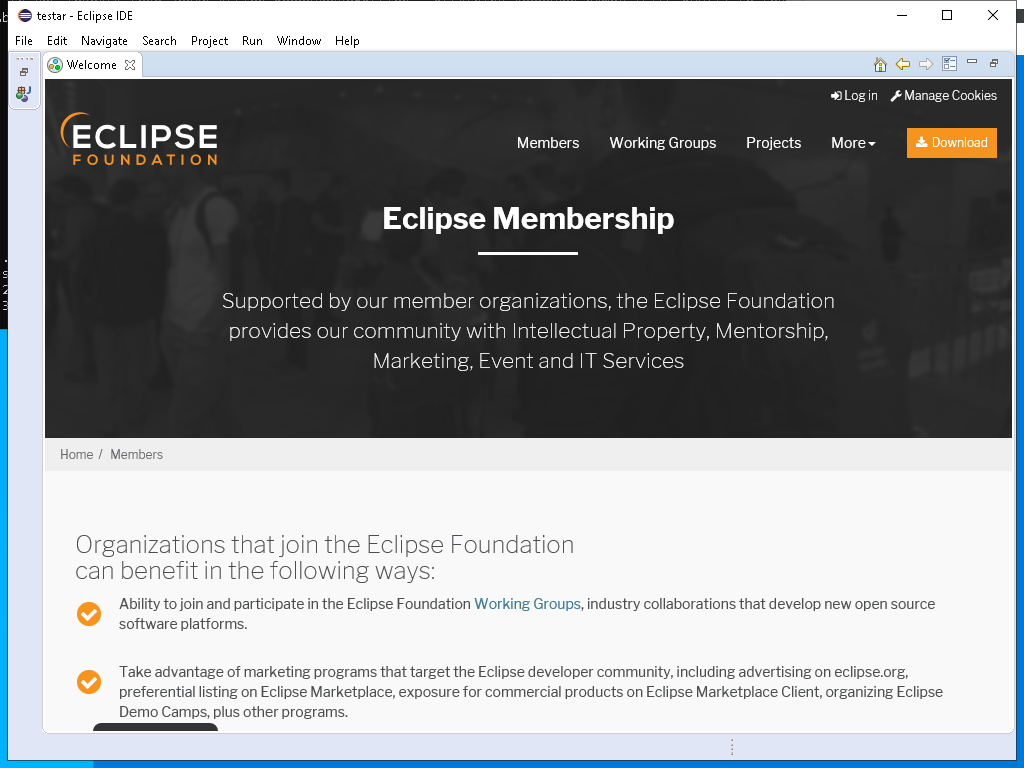 testar - Eclipse IDE
File Edit Navigate Search Project Run Window Help
Welcome
Log in Manage Cookies
ECLIPSE
FOUNDATION
Members Working Groups Projects More Download
Eclipse Membership
Supported by our member organizations, the Eclipse Foundation
provides our community with Intellectual Property, Mentorship,
Marketing, Event and IT Services
Home / Members
Organizations that join the Eclipse Foundation
can benefit in the following ways:
Ability to join and participate in the Eclipse Foundation Working Groups, industry collaborations that develop new open source
software platforms.
Take advantage of marketing programs that target the Eclipse developer community, including advertising on eclipse.org,
preferential listing on Eclipse Marketplace, exposure for commercial products on Eclipse Marketplace Client, organizing Eclipse
Demo Camps, plus other programs.